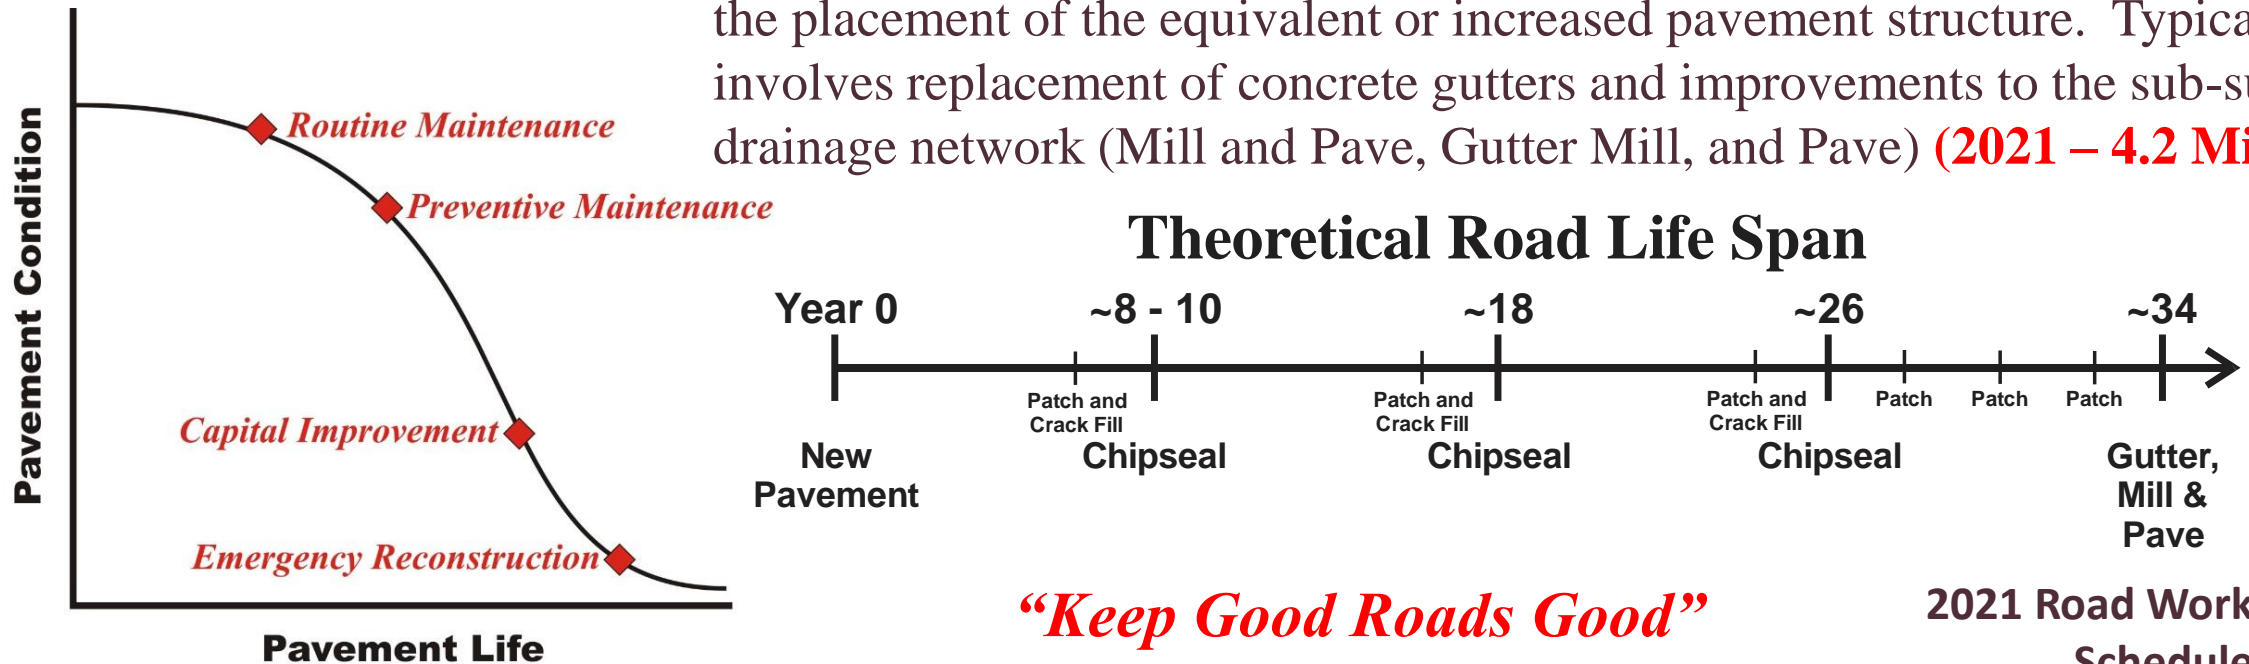 the placement of the equivalent or increased pavement structure. 
involves replacement of concrete gutters and improvements to the
drainage network (Mill and Pave, Gutter Mill, and Pave) (2021 – 4.2
Pavement Condition
Routine Maintenance
Preventive Maintenance
Capital Improvement
Emergency Reconstruction
Pavement Life
Theoretical Road Life Span
Year 0 ~8 - 10 ~18 ~26 ~34
Patch and
Crack Fill
Patch and
Crack Fill
Patch and
Crack Fill
Patch Patch Patch
New
Pavement
Chipseal
Chipseal
Chipseal
Gutter,
Mill &
Pave
“Keep Good Roads Good”
2021 Road Work
Schedule